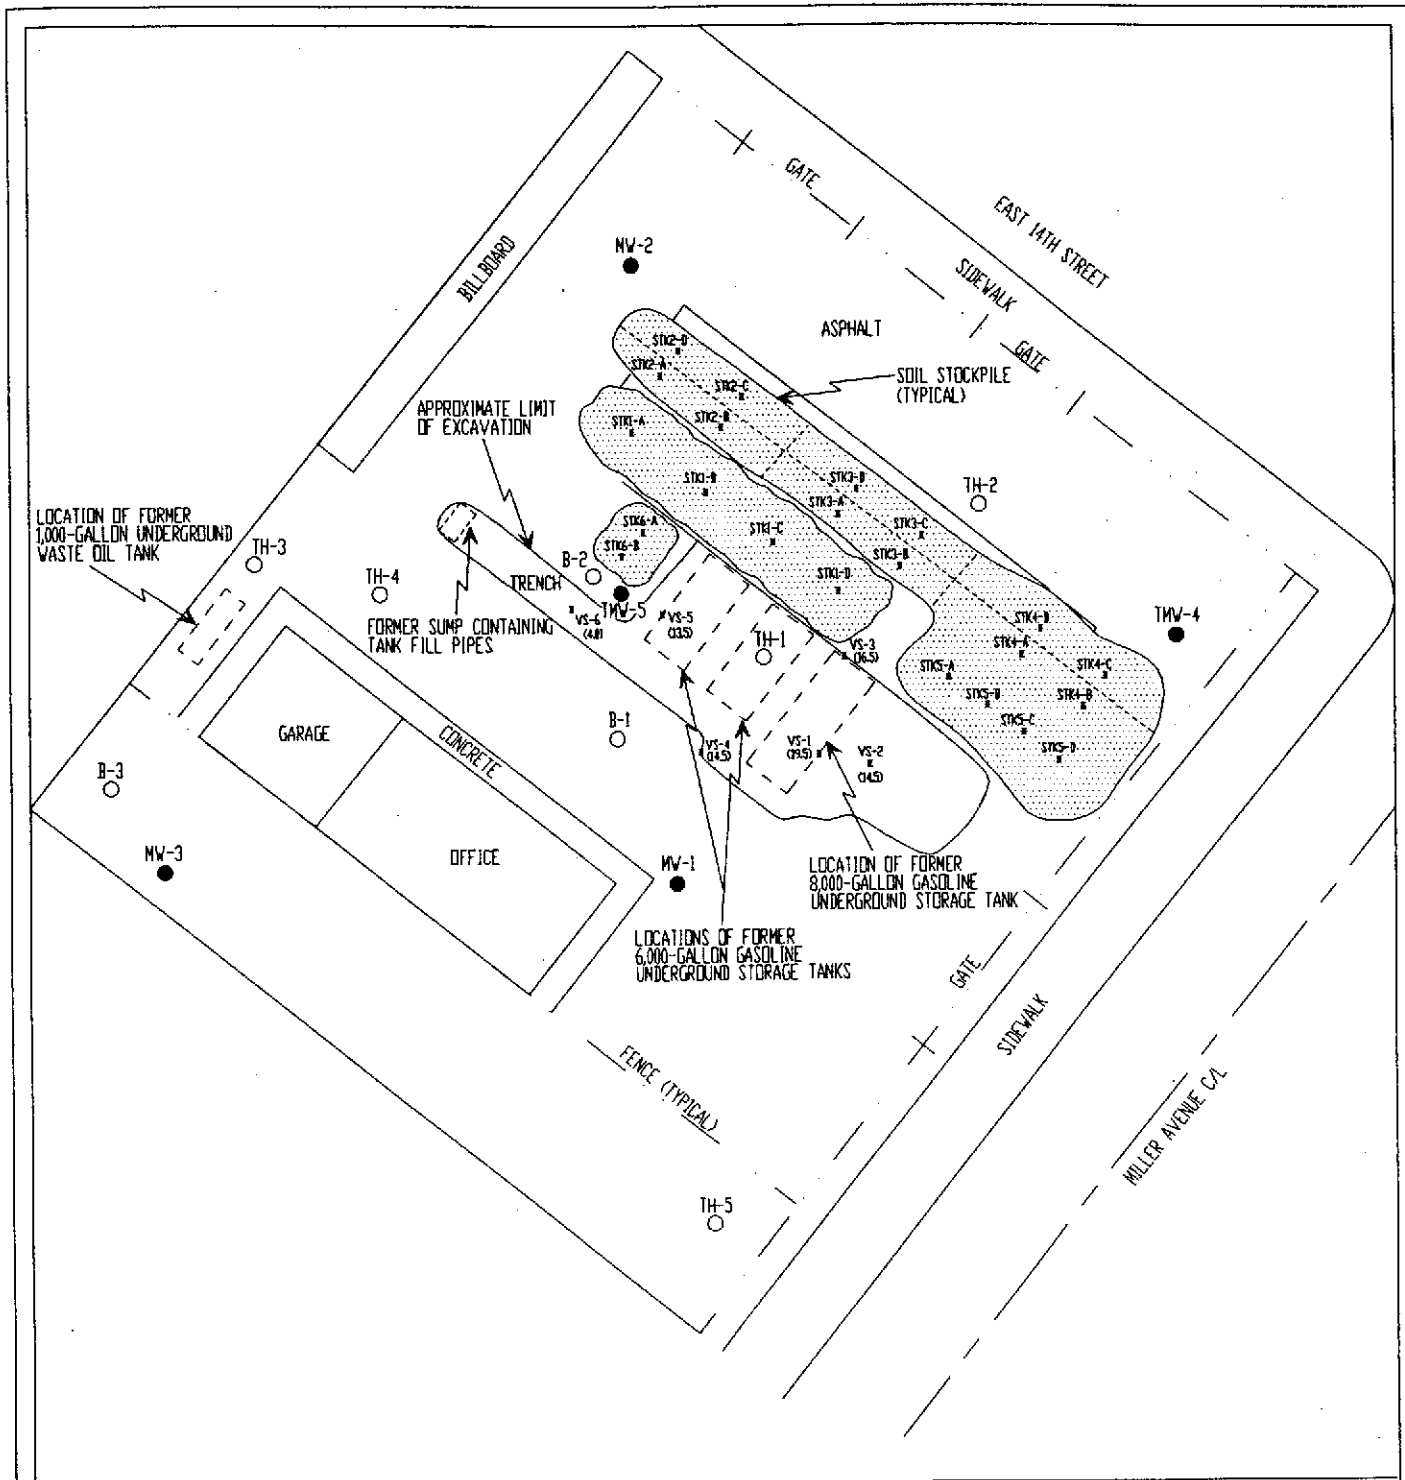 GATE
EAST 14TH STREET
SIDEWALK
GATE
BILLBOARD
MW-2
ASPHALT
SOIL STOCKPILE
(TYPICAL)
STK2-D
STK2-A
STK2-C
STK2-B
APPROXIMATE LIMIT
OF EXCAVATION
STK1-A
STK1-B
STK3-B
STK3-A
TH-2
STK3-C
STK3-B
STK1-C
STK1-D
LOCATION OF FORMER
1,000-GALLON UNDERGROUND
WASTE OIL TANK
TH-3
TH-4
STK6-A
STK6-B
B-2
TRENCH
TMW-5
VS-6
(4.0)
VS-5
(13.5)
FORMER SUMP CONTAINING
TANK FILL PIPES
TH-1
VS-3
(16.5)
STK4-D
STK4-A
STK4-C
STK4-B
TMW-4
STK5-A
STK5-B
STK5-C
STK5-D
GARAGE
CONCRETE
B-1
VS-4
(14.5)
VS-1
(19.5)
VS-2
(14.5)
B-3
MW-3
OFFICE
MW-1
LOCATION OF FORMER
8,000-GALLON GASOLINE
UNDERGROUND STORAGE TANK
LOCATIONS OF FORMER
6,000-GALLON GASOLINE
UNDERGROUND STORAGE TANKS
GATE
SIDEWALK
FENCE (TYPICAL)
MILLER AVENUE C/L
TH-5